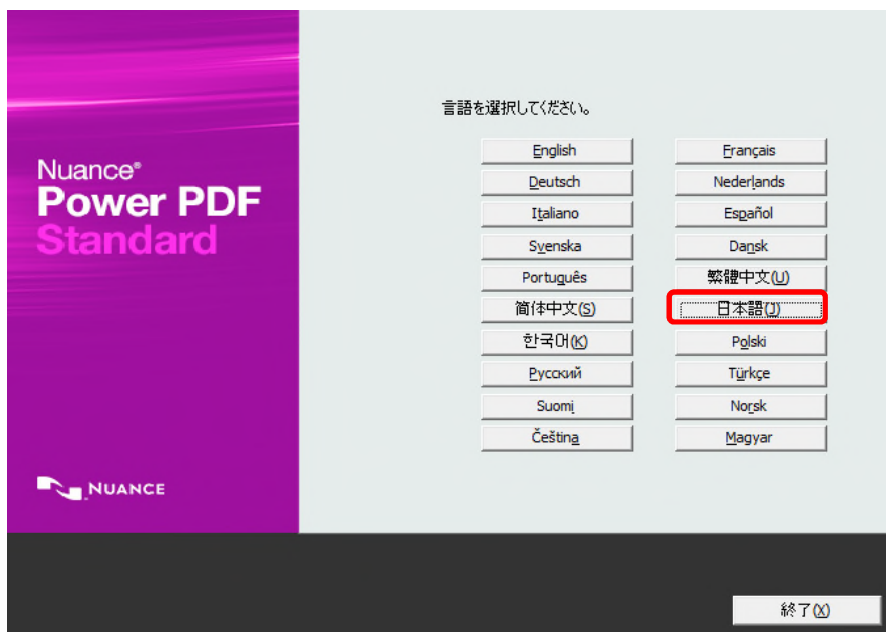 言語を選択してください。
English
Français
Deutsch
Nederlands
Italiano
Español
Svenska
Dansk
Português
繁體中文(U)
简体中文(S)
日本語(J)
한국어(K)
Polski
Русский
Türkçe
Suomi
Norsk
Čeština
Magyar
Nuance®
Power PDF
Standard
NUANCE
終了(X)